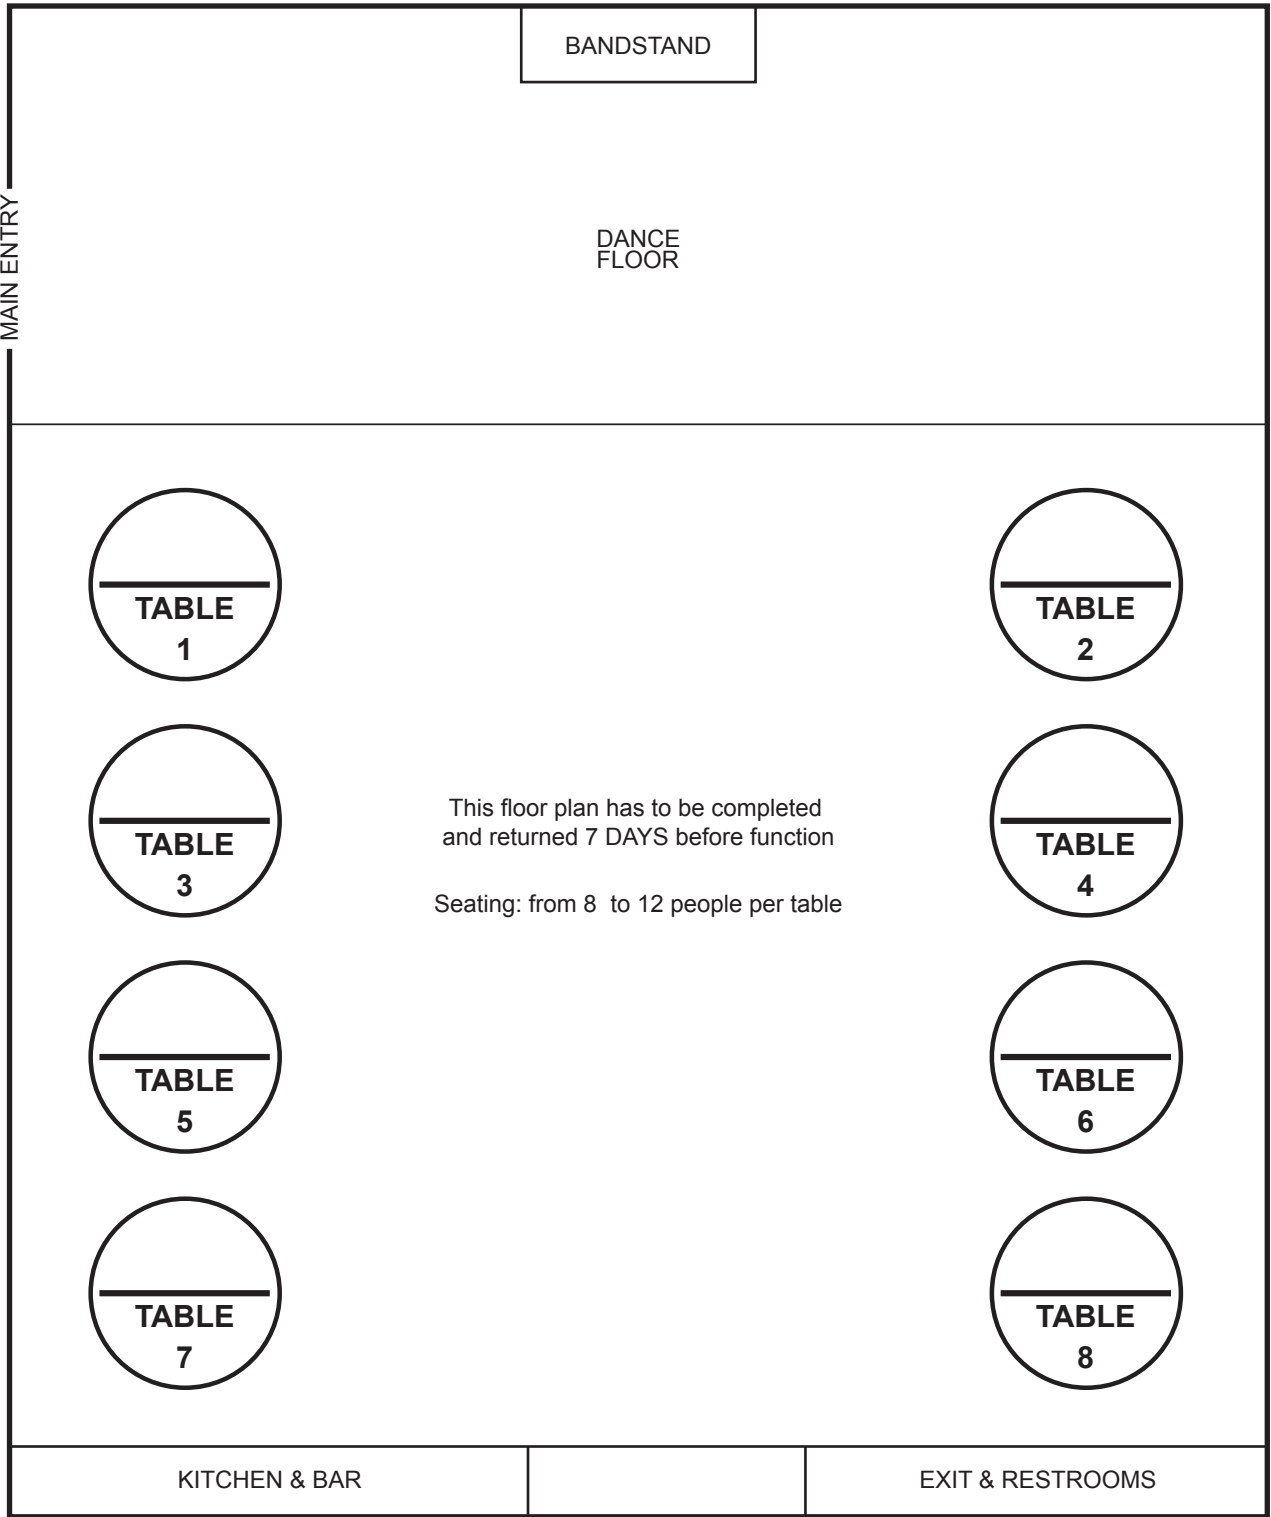 BANDSTAND
MAIN ENTRY
DANCE
FLOOR
TABLE
1
TABLE
2
TABLE
3
This floor plan has to be completed
and returned 7 DAYS before function
Seating: from 8  to 12 people per table
TABLE
4
TABLE
5
TABLE
6
TABLE
7
TABLE
8
KITCHEN & BAR
EXIT & RESTROOMS